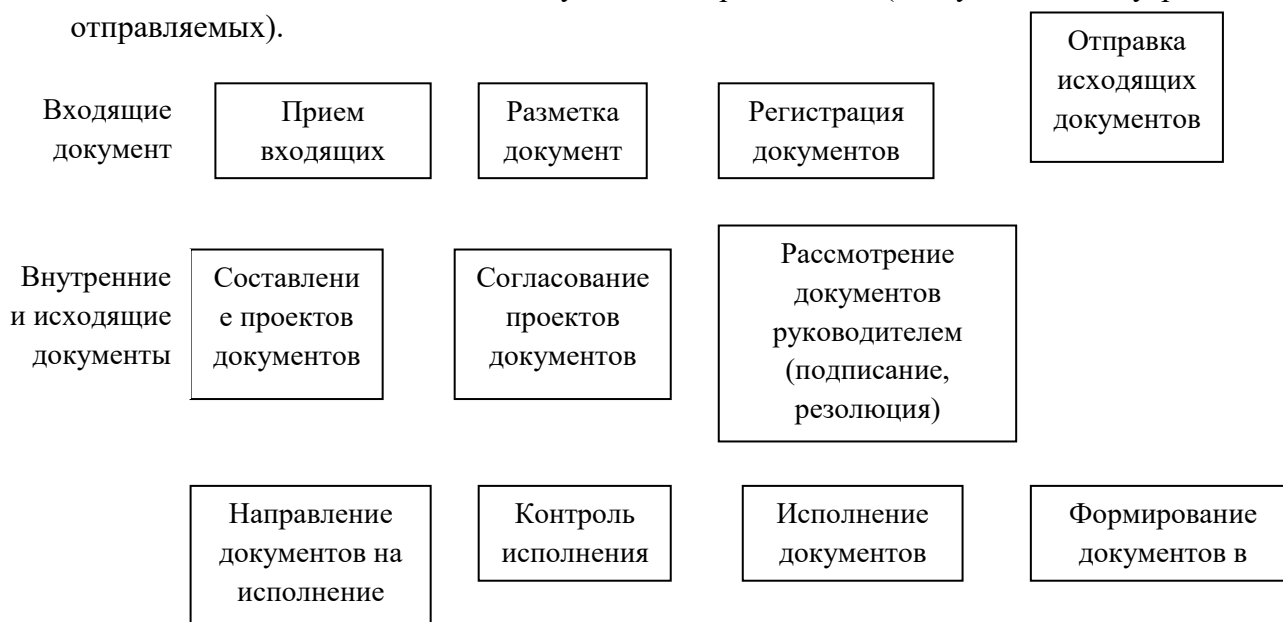 отправляемых).
Отправка
исходящих
документов
Входящие
документ
Прием
входящих
Разметка
документ
Регистрация
документов
Внутренние
и исходящие
документы
Составлени
е проектов
документов
Согласование
проектов
документов
Рассмотрение
документов
руководителем
(подписание,
резолюция)
Направление
документов на
исполнение
Контроль
исполнения
Исполнение
документов
Формирование
документов в